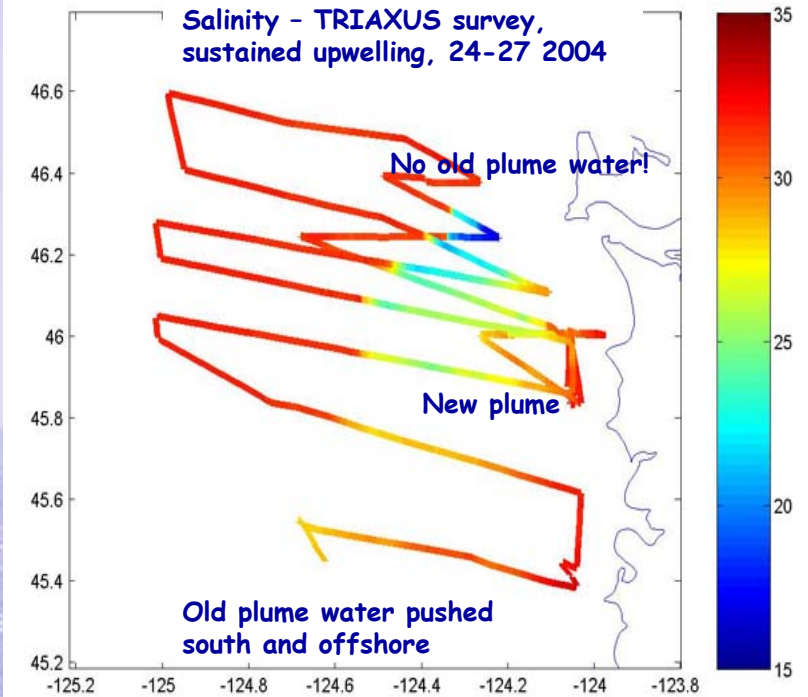 Salinity – TRIAXUS survey,
sustained upwelling, 24-27 2004
No old plume water!
New plume
Old plume water pushed
south and offshore
46.6
46.4
46.2
46
45.8
45.6
45.4
45.2
-125.2 -125 -124.8 -124.6 -124.4 -124.2 -124 -123.8
35
30
25
20
15